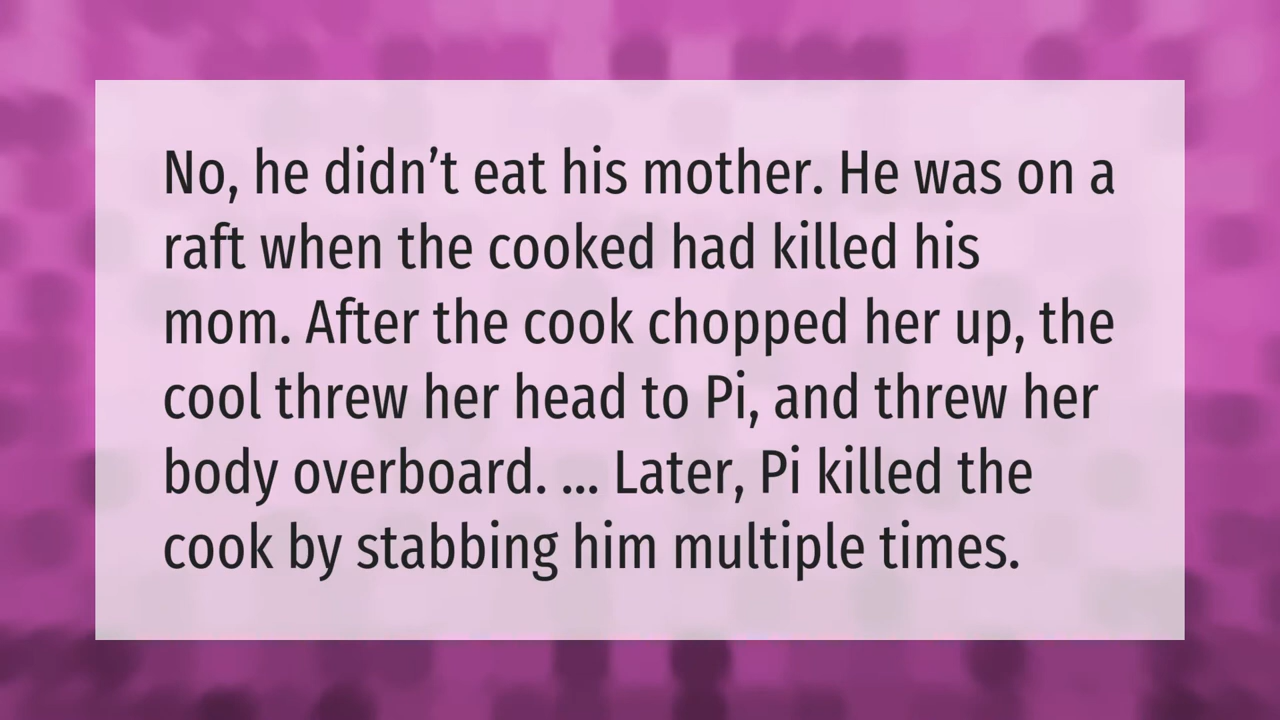 No, he didn’t eat his mother. He was on a
raft when the cooked had killed his
mom. After the cook chopped her up, the
cool threw her head to Pi, and threw her
body overboard. ... Later, Pi killed the
cook by stabbing him multiple times.